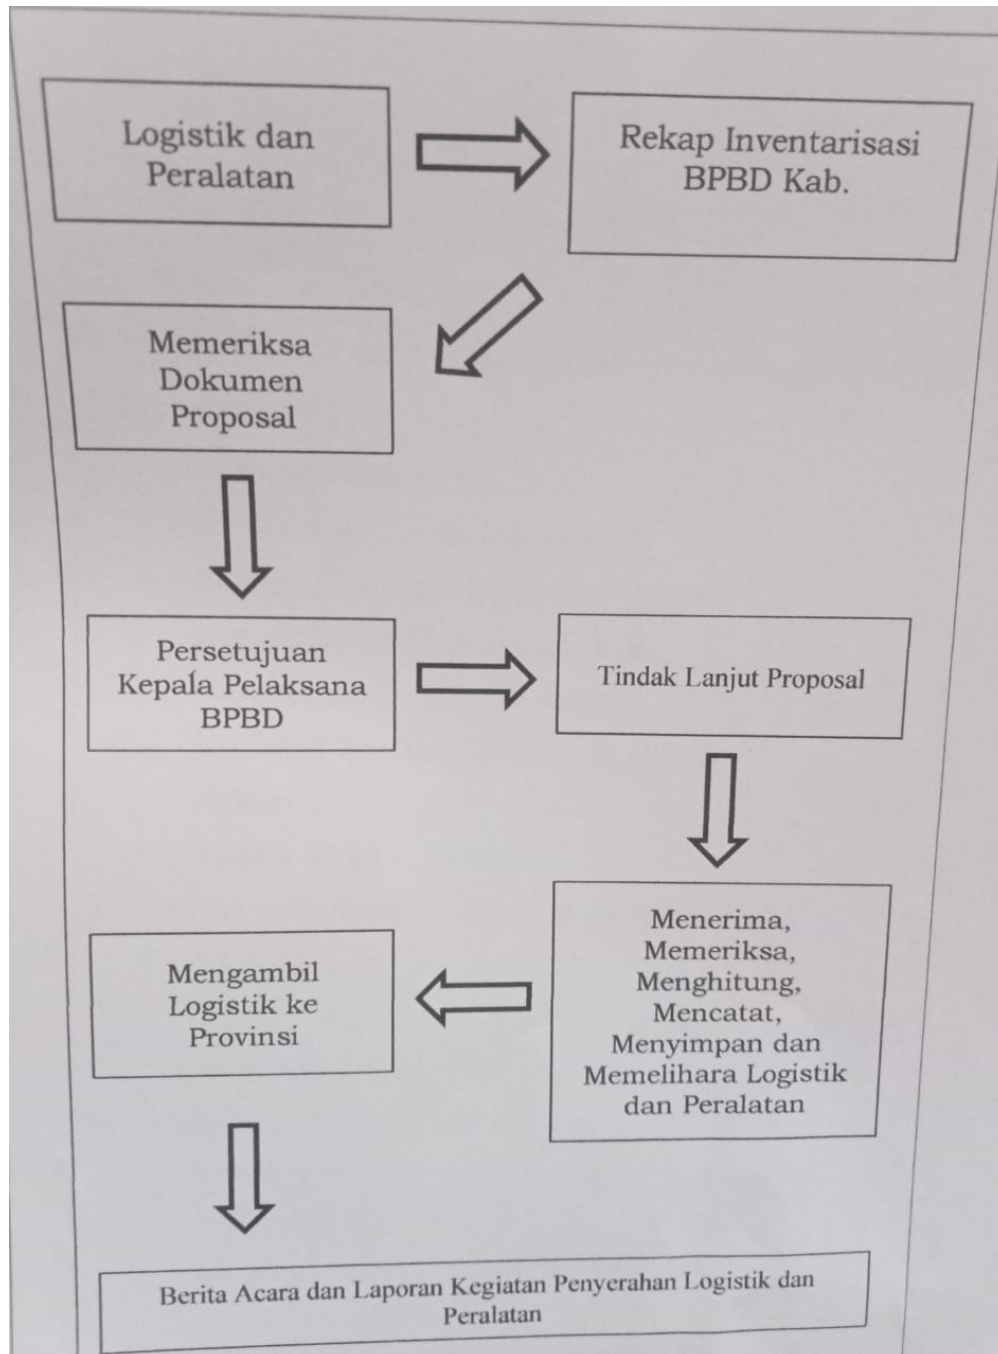 Logistik dan
Peralatan
Rekap Inventarisasi
BPBD Kab.
Memeriksa
Dokumen
Proposal
Persetujuan
Kepala Pelaksana
BPBD
Tindak Lanjut Proposal
Menerima,
Memeriksa,
Menghitung,
Mencatat,
Menyimpan dan
Memelihara Logistik
dan Peralatan
Mengambil
Logistik ke
Provinsi
Berita Acara dan Laporan Kegiatan Penyerahan Logistik dan
Peralatan